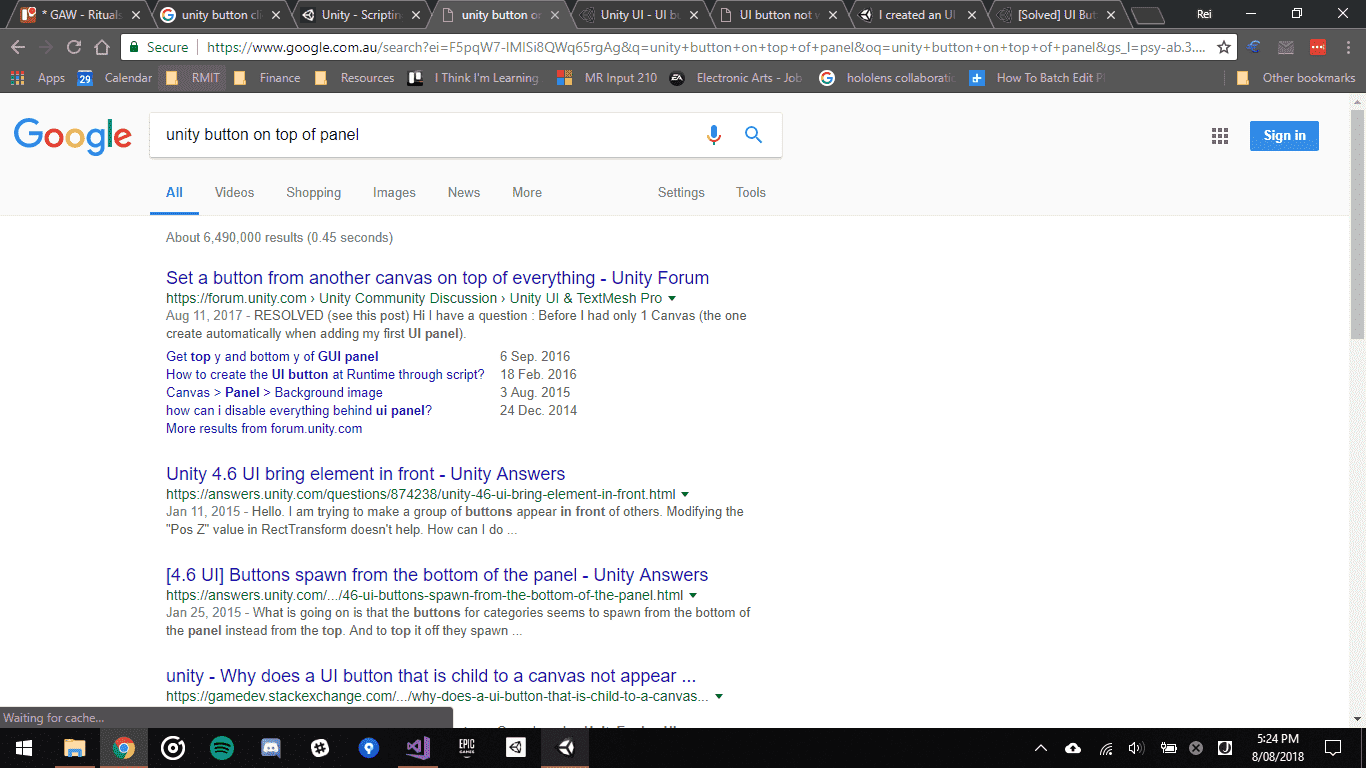 * GAW - Rituals
unity button cli
Unity - Scriptin
unity button on
Unity UI - UI bu
UI button not w
I created an UI
[Solved] UI But
Rei
Secure
https://www.google.com.au/search?ei=F5pqW7-IMISi8QWq65rgAg&q=unity+button+on+top+of+panel&oq=unity+button+on+top+of+panel&gs_l=psy-ab.3....
Apps
29
Calendar
RMIT
Finance
Resources
I Think I'm Learning
MR Input 210
EA
Electronic Arts - Job
hololens collaboratio
How To Batch Edit P
Other bookmarks
Google
unity button on top of panel
Sign in
All
Videos
Shopping
Images
News
More
Settings
Tools
About 6,490,000 results (0.45 seconds)
Set a button from another canvas on top of everything - Unity Forum
https://forum.unity.com › Unity Community Discussion › Unity UI & TextMesh Pro
Aug 11, 2017 - RESOLVED (see this post) Hi I have a question : Before I had only 1 Canvas (the one
create automatically when adding my first UI panel).
Get top y and bottom y of GUI panel 6 Sep. 2016
How to create the UI button at Runtime through script? 18 Feb. 2016
Canvas > Panel > Background image 3 Aug. 2015
how can i disable everything behind ui panel? 24 Dec. 2014
More results from forum.unity.com
Unity 4.6 UI bring element in front - Unity Answers
https://answers.unity.com/questions/874238/unity-46-ui-bring-element-in-front.html
Jan 11, 2015 - Hello. I am trying to make a group of buttons appear in front of others. Modifying the
"Pos Z" value in RectTransform doesn't help. How can I do ...
[4.6 UI] Buttons spawn from the bottom of the panel - Unity Answers
https://answers.unity.com/.../46-ui-buttons-spawn-from-the-bottom-of-the-panel.html
Jan 25, 2015 - What is going on is that the buttons for categories seems to spawn from the bottom of
the panel instead from the top. And to top it off they spawn ...
unity - Why does a UI button that is child to a canvas not appear ...
https://gamedev.stackexchange.com/.../why-does-a-ui-button-that-is-child-to-a-canvas...
Waiting for cache...
EPIC
GAMES
5:24 PM
8/08/2018